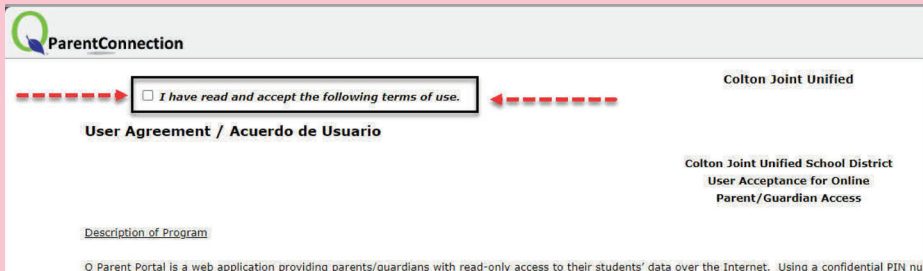 ParentConnection
Colton Joint Unified
I have read and accept the following terms of use.
User Agreement / Acuerdo de Usuario
Colton Joint Unified School District
User Acceptance for Online
Parent/Guardian Access
Description of Program
Q Parent Portal is a web application providing parents/guardians with read-only access to their students' data over the Internet. Using a confidential PIN nu